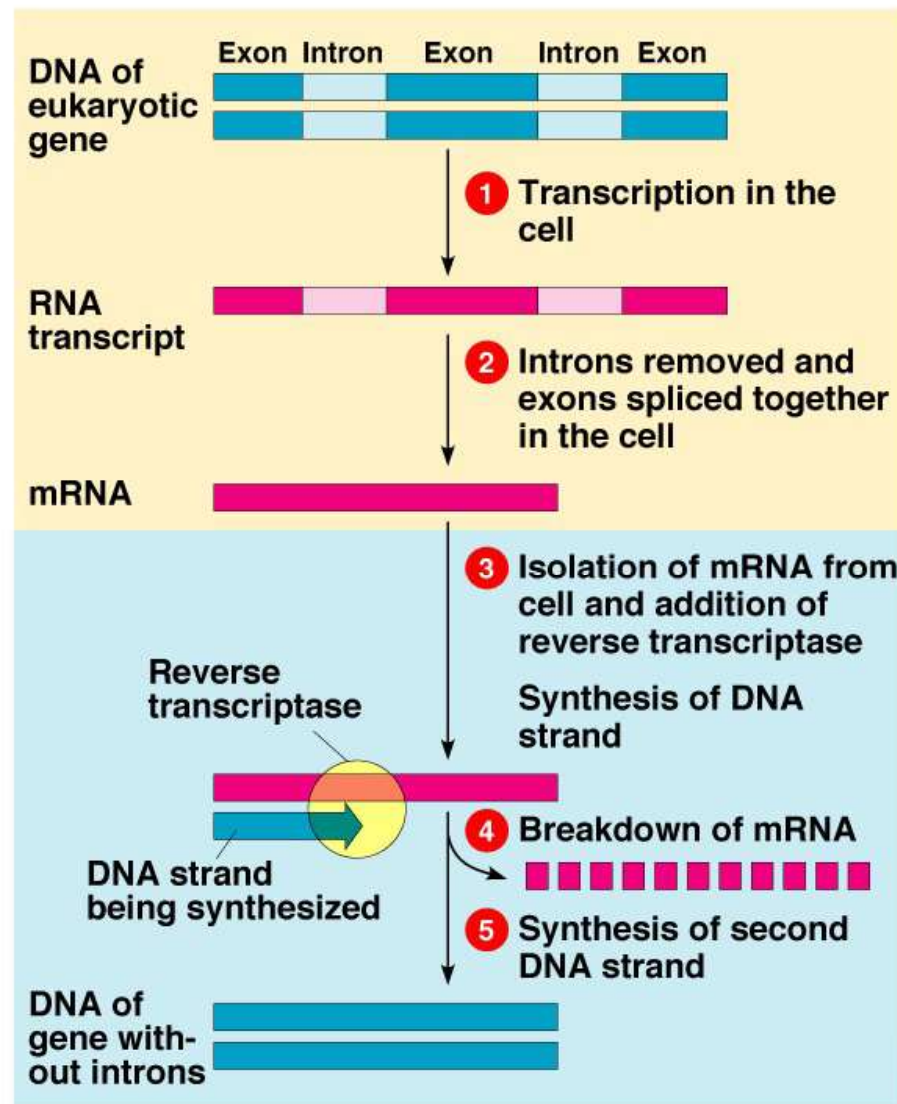 Exon Intron Exon Intron Exon
DNA of
eukaryotic
gene
1 Transcription in the
cell
RNA
transcript
2 Introns removed and
exons spliced together
in the cell
mRNA
3 Isolation of mRNA from
cell and addition of
reverse transcriptase
Synthesis of DNA
strand
Reverse
transcriptase
4 Breakdown of mRNA
DNA strand
being synthesized
5 Synthesis of second
DNA strand
DNA of
gene with-
out introns